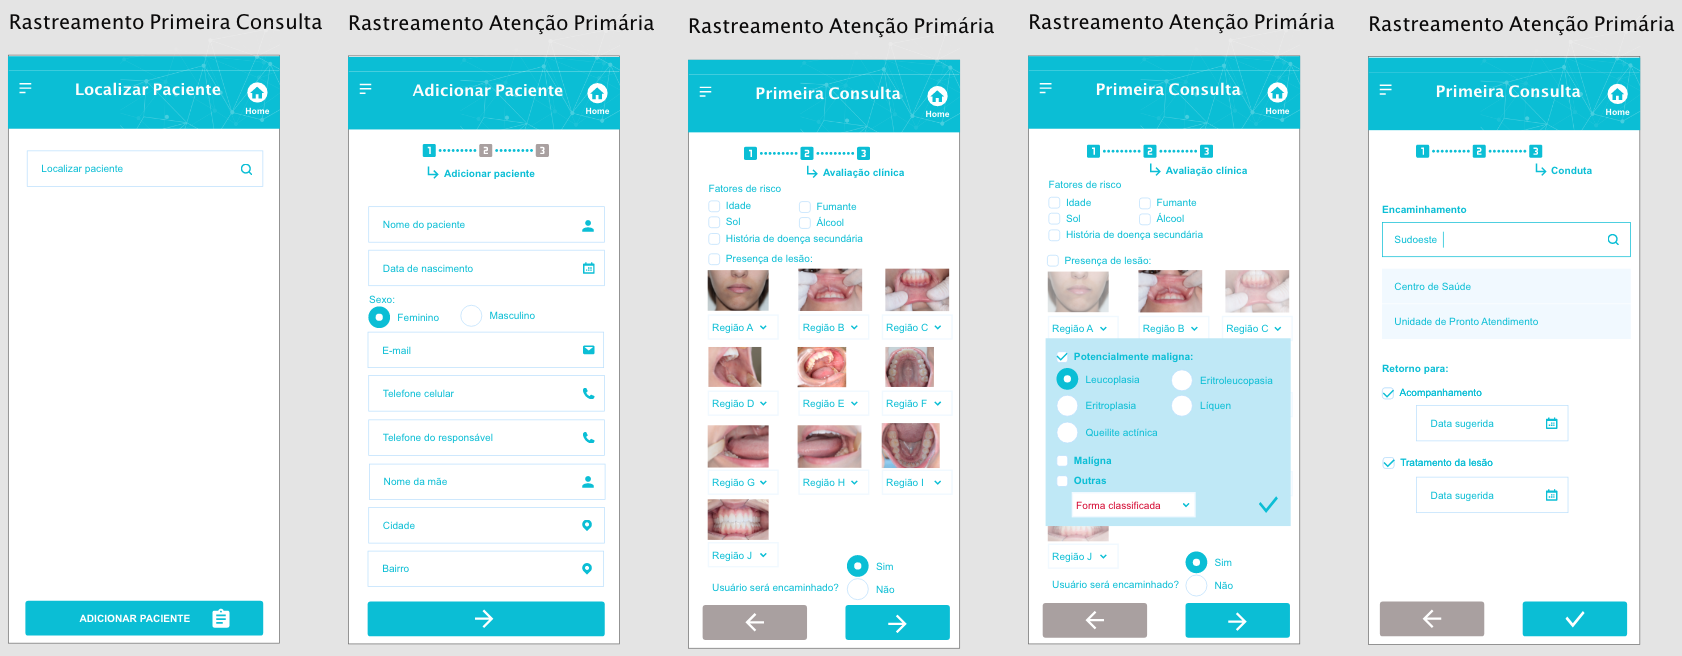 Rastreamento Primeira Consulta
Localizar Paciente
Home
Localizar paciente
ADICIONAR PACIENTE
Rastreamento Atenção Primária
Adicionar Paciente
Home
1 2 3
Adicionar paciente
Nome do paciente
Data de nascimento
Sexo:
Feminino Masculino
E-mail
Telefone celular
Telefone do responsável
Nome da mãe
Cidade
Bairro
Rastreamento Atenção Primária
Primeira Consulta
Home
1 2 3
Avaliação clínica
Fatores de risco
Idade Fumante
Sol Álcool
História de doença secundária
Presença de lesão:
Região A Região B Região C
Região D Região E Região F
Região G Região H Região I
Região J
Sim
Usuário será encaminhado? Não
Rastreamento Atenção Primária
Primeira Consulta
Home
1 2 3
Avaliação clínica
Fatores de risco
Idade Fumante
Sol Álcool
História de doença secundária
Presença de lesão:
Região A Região B Região C
Potencialmente maligna:
Leucoplasia Eritroleucopasia
Eritroplasia Líquen
Queilite actínica
Maligna
Outras
Forma classificada
Região J
Sim
Usuário será encaminhado? Não
Rastreamento Atenção Primária
Primeira Consulta
Home
1 2 3
Conduta
Encaminhamento
Sudoeste
Centro de Saúde
Unidade de Pronto Atendimento
Retorno para:
Acompanhamento
Data sugerida
Tratamento da lesão
Data sugerida